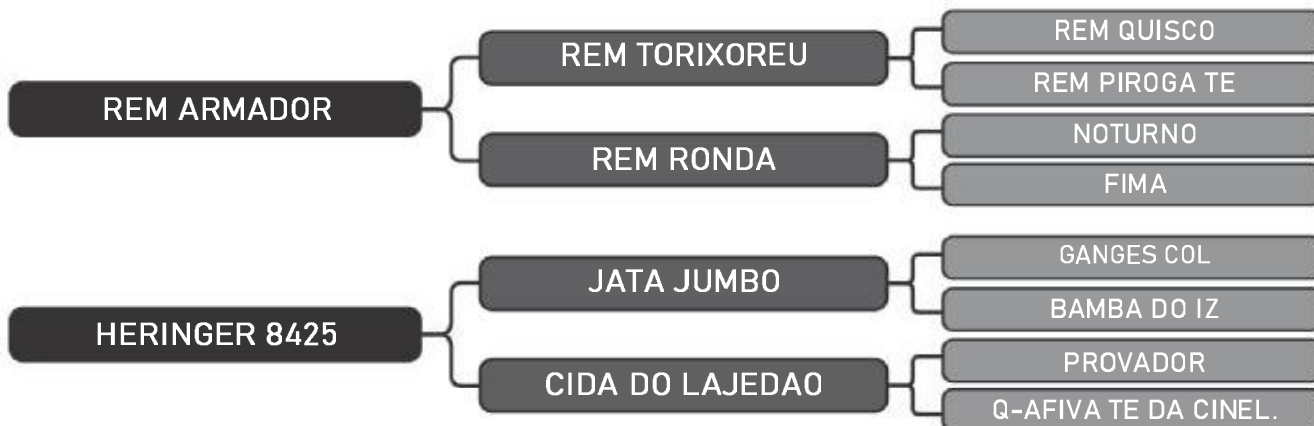 REM ARMADOR
REM TORIXOREU
REM RONDA
REM QUISCO
REM PIROGA TE
NOTURNO
FIMA
HERINGER 8425
JATA JUMBO
CIDA DO LAJEDAO
GANGES COL
BAMBA DO IZ
PROVADOR
Q-AFIVA TE DA CINEL.